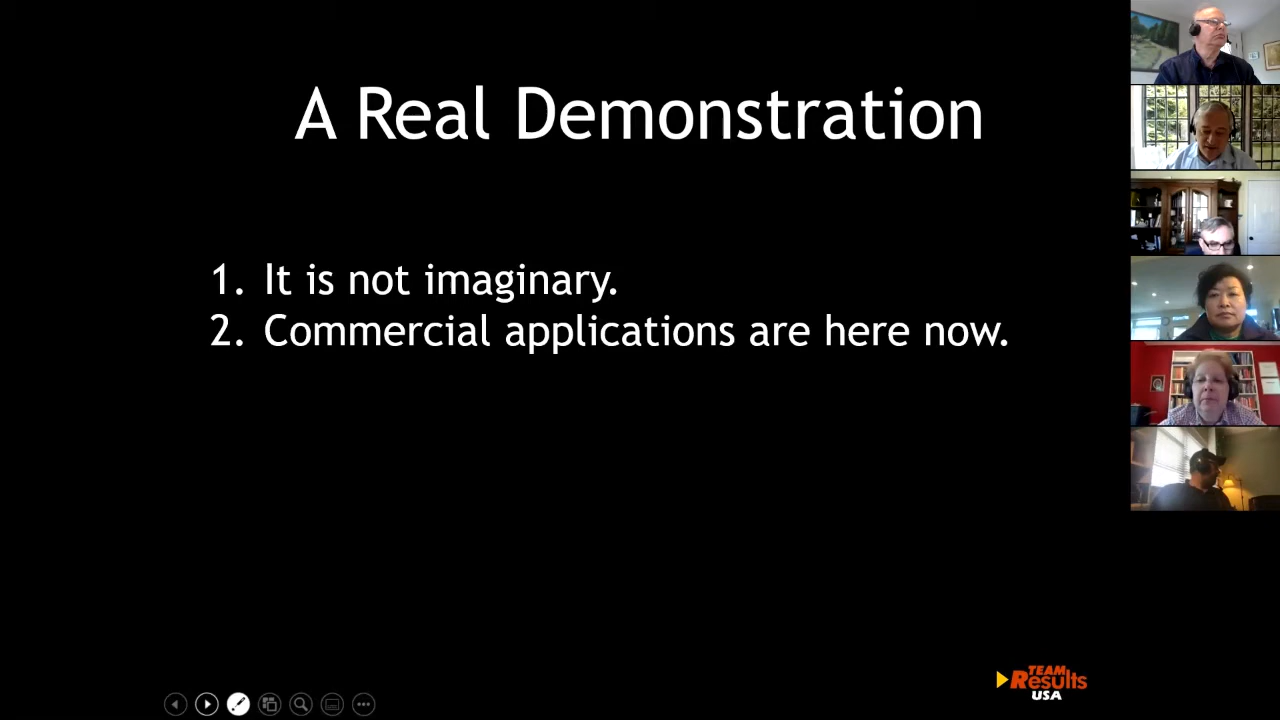 A Real Demonstration
1. It is not imaginary.
2. Commercial applications are here now.
TEAM
Results
USA